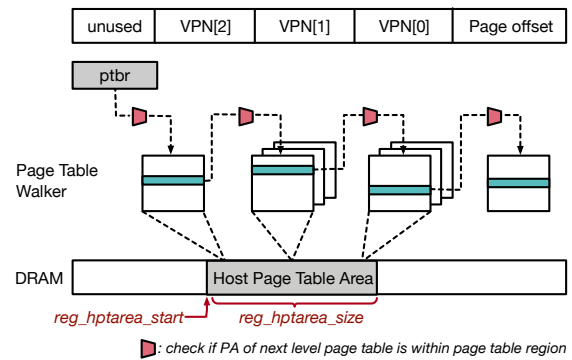 unused VPN[2] VPN[1] VPN[0] Page offset
ptbr
Page Table
Walker
DRAM Host Page Table Area
reg_hptarea_start reg_hptarea_size
: check if PA of next level page table is within page table region